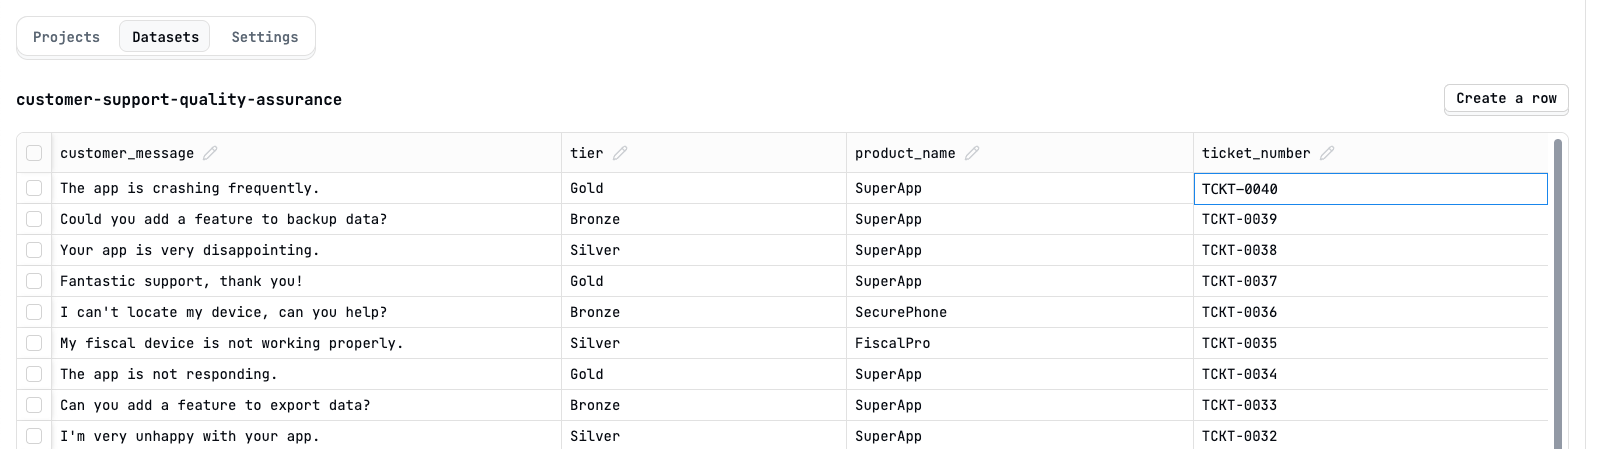 Projects Datasets Settings
customer-support-quality-assurance Create a row
customer_message tier product_name ticket_number
The app is crashing frequently. Gold SuperApp TCKT-0040
Could you add a feature to backup data? Bronze SuperApp TCKT-0039
Your app is very disappointing. Silver SuperApp TCKT-0038
Fantastic support, thank you! Gold SuperApp TCKT-0037
I can't locate my device, can you help? Bronze SecurePhone TCKT-0036
My fiscal device is not working properly. Silver FiscalPro TCKT-0035
The app is not responding. Gold SuperApp TCKT-0034
Can you add a feature to export data? Bronze SuperApp TCKT-0033
I'm very unhappy with your app. Silver SuperApp TCKT-0032